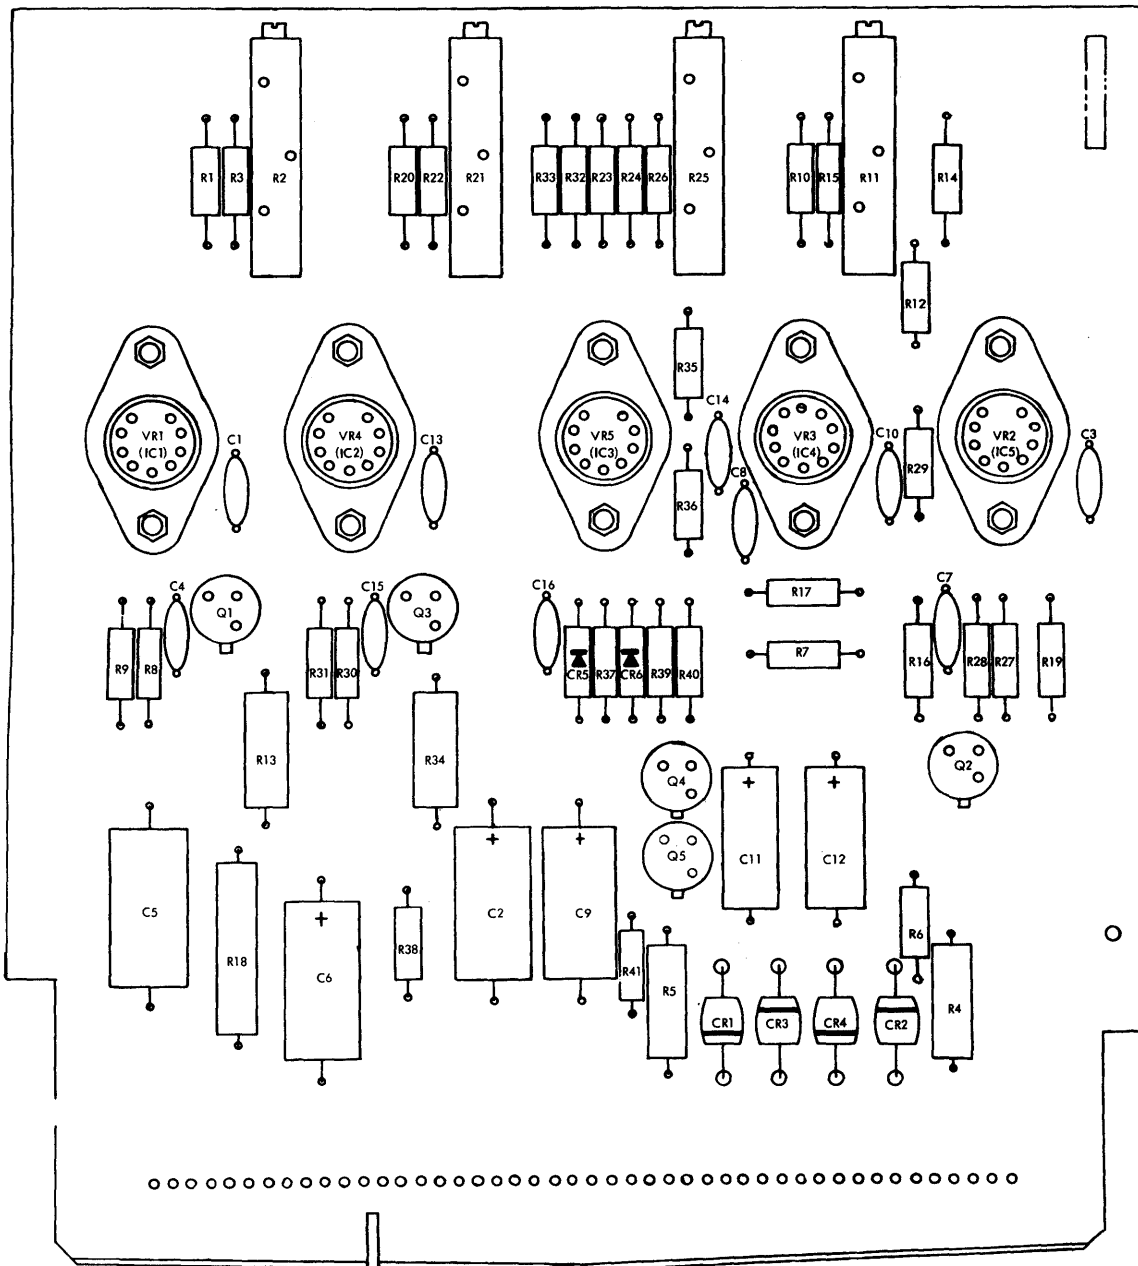 R1 R3 R2 R20 R22 R21 R33 R32 R23 R24 R26 R25 R10 R15 R11 R14
R12
R35
C14
VR1 (IC1)
C1
VR4 (IC2)
C13
VR5 (IC3)
VR3 (IC4)
C10
VR2 (IC5)
C3
R29
C8
R36
C4
Q1
C15
Q3
C16
R17
C7
R9 R8 R31 R30 CR5 R37 CR6 R39 R40 R7 R16 R28 R27 R19
R13 R34 Q4 Q2
+ +
+ + Q5 C11 C12
C5 C2 C9
+
R18 C6 R38 R41 R5 R6 R4
CR1 CR3 CR4 CR2